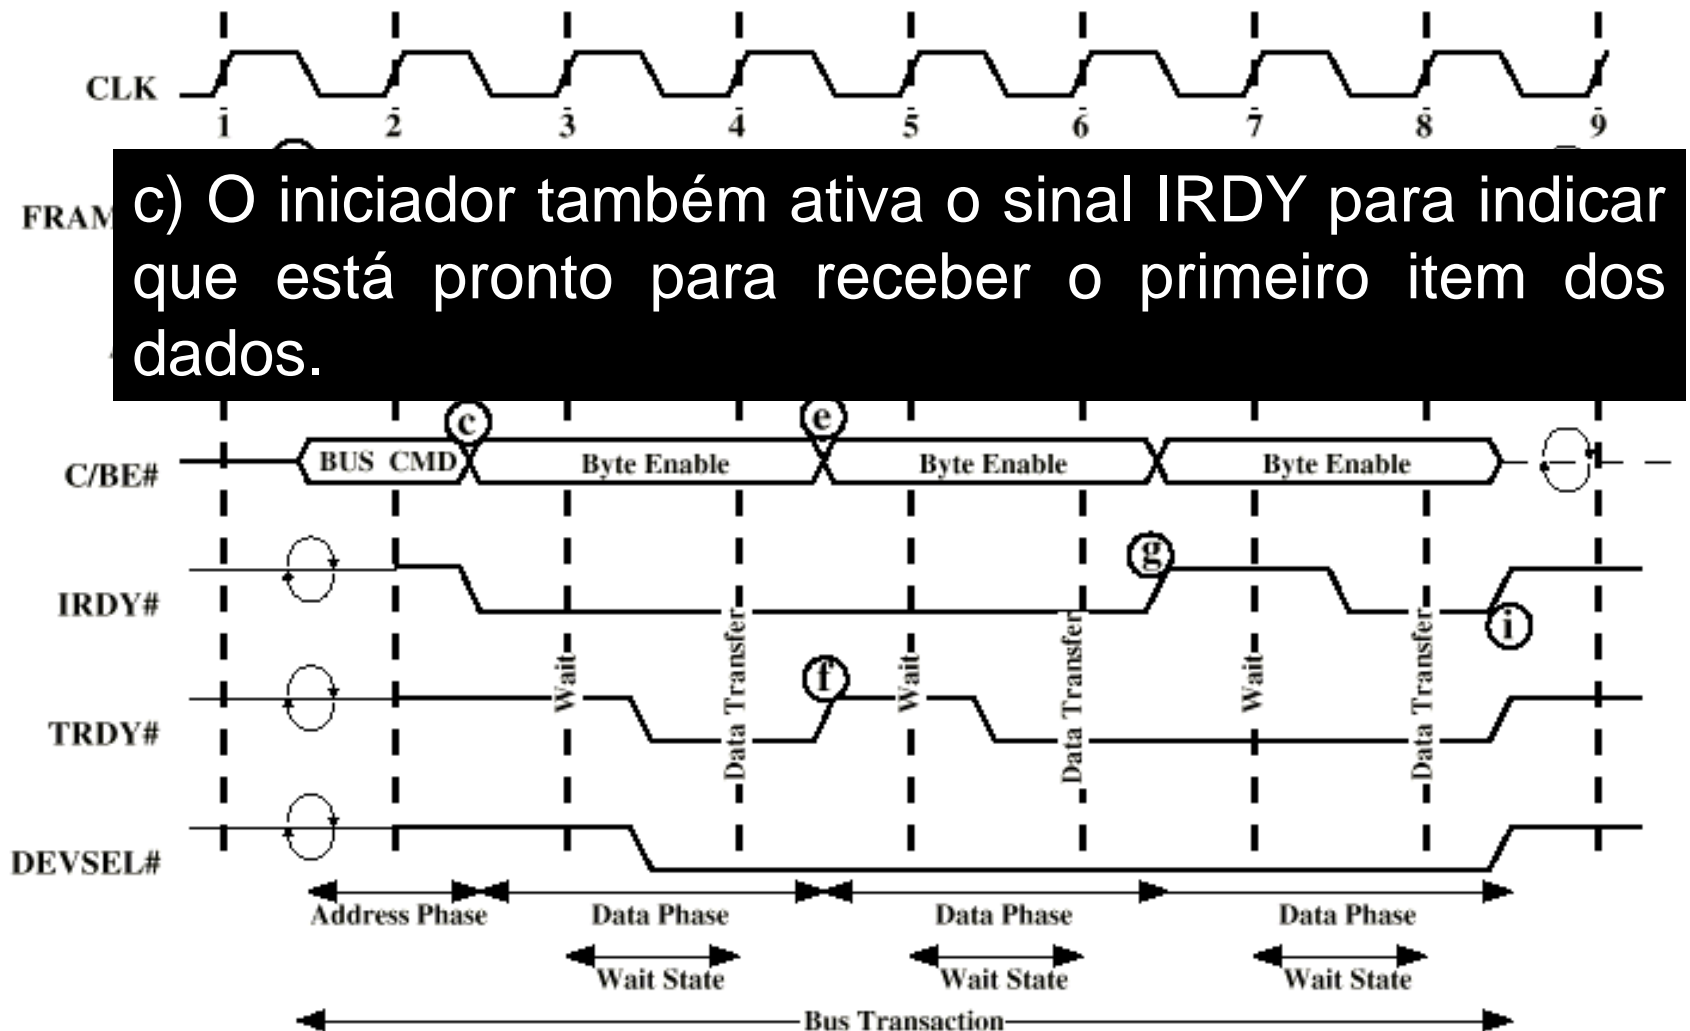 CLK
1 2 3 4 5 6 7 8 9
FRAM
c) O iniciador também ativa o sinal IRDY para indicar
que está pronto para receber o primeiro item dos
dados.
c e
C/BE# BUS CMD Byte Enable Byte Enable Byte Enable
g
IRDY#
i
Wait Data Transfer Wait Data Transfer Wait Data Transfer
f
TRDY#
DEVSEL#
Address Phase Data Phase Data Phase Data Phase
Wait State Wait State Wait State
Bus Transaction